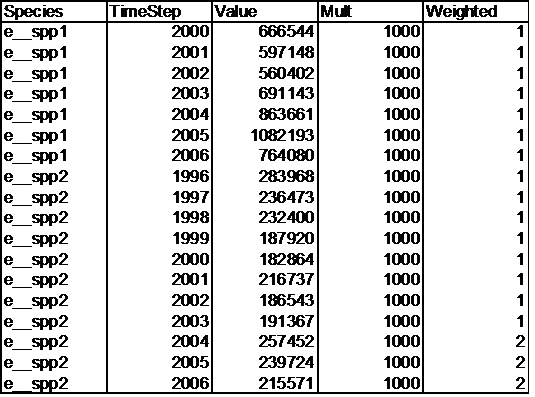 Species TimeStep Value Mult Weighted
e__spp1 2000 666544 1000 1
e__spp1 2001 597148 1000 1
e__spp1 2002 560402 1000 1
e__spp1 2003 691143 1000 1
e__spp1 2004 863661 1000 1
e__spp1 2005 1082193 1000 1
e__spp1 2006 764080 1000 1
e__spp2 1996 283968 1000 1
e__spp2 1997 236473 1000 1
e__spp2 1998 232400 1000 1
e__spp2 1999 187920 1000 1
e__spp2 2000 182864 1000 1
e__spp2 2001 216737 1000 1
e__spp2 2002 186543 1000 1
e__spp2 2003 191367 1000 1
e__spp2 2004 257452 1000 2
e__spp2 2005 239724 1000 2
e__spp2 2006 215571 1000 2